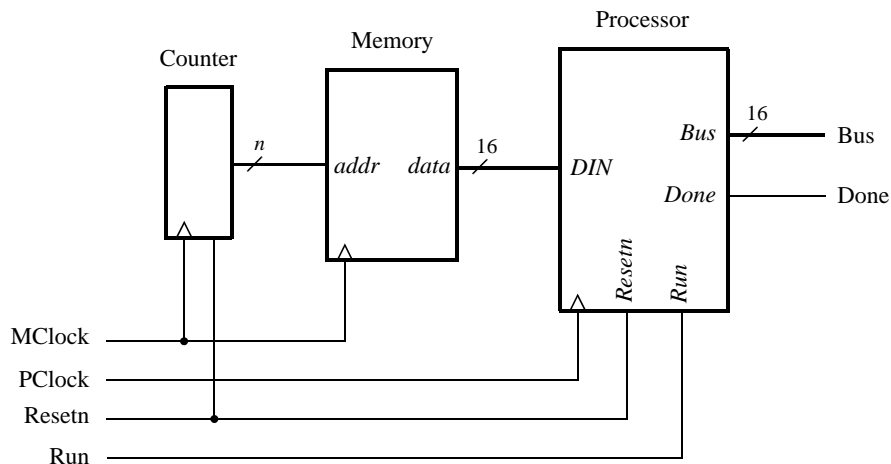 Processor
Memory
Counter
16
Bus
Bus
n
16
addr
data
DIN
Done
Done
Resetn
Run
MClock
PClock
Resetn
Run